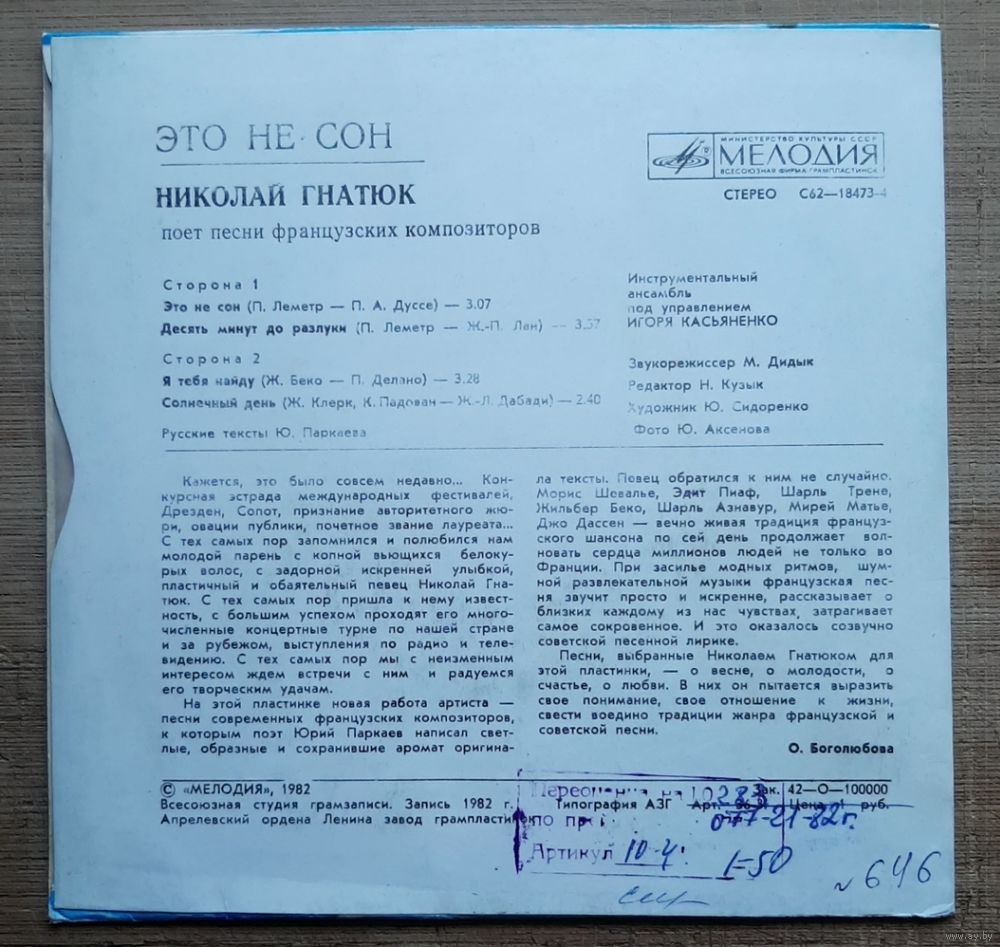 ЭТО НЕ СОН
НИКОЛАЙ ГНАТЮК
поет песни французских композиторов
МИНИСТЕРСТВО КУЛЬТУРЫ СССР
МЕЛОДИЯ
ВСЕСОЮЗНАЯ ФИРМА ГРАМПЛАСТИНОК
СТЕРЕО С62—18473-4
Сторона 1
Это не сон (П. Леметр — П. А. Дуссе) — 3.07
Десять минут до разлуки (П. Леметр — Ж.-П. Лан) — 3.57
Сторона 2
Я тебя найду (Ж. Беко — П. Делано) — 3.28
Солнечный день (Ж. Клерк, К. Падован — Ж.-Л. Дабади) — 2.40
Русские тексты Ю. Паркаева
Инструментальный
ансамбль
под управлением
ИГОРЯ КАСЬЯНЕНКО
Звукорежиссер М. Дидык
Редактор Н. Кузык
Художник Ю. Сидоренко
Фото Ю. Аксенова
Кажется, это было совсем недавно... Кон-
курсная эстрада международных фестивалей,
Дрезден, Сопот, признание авторитетного жю-
ри, овации публики, почетное звание лауреата...
С тех самых пор запомнился и полюбился нам
молодой парень с копной вьющихся белоку-
рых волос, с задорной искренней улыбкой,
пластичный и обаятельный певец Николай Гна-
тюк. С тех самых пор пришла к нему извест-
ность, с большим успехом проходят его много-
численные концертные турне по нашей стране
и за рубежом, выступления по радио и теле-
видению. С тех самых пор мы с неизменным
интересом ждем встречи с ним и радуемся
его творческим удачам.
На этой пластинке новая работа артиста —
песни современных французских композиторов,
к которым поэт Юрий Паркаев написал свет-
лые, образные и сохранившие аромат оригина-
ла тексты. Певец обратился к ним не случайно.
Морис Шевалье, Эдит Пиаф, Шарль Трене,
Жильбер Беко, Шарль Азнавур, Мирей Матье,
Джо Дассен — вечно живая традиция француз-
ского шансона по сей день продолжает вол-
новать сердца миллионов людей не только во
Франции. При засилье модных ритмов, шум-
ной развлекательной музыки французская пес-
ня звучит просто и искренне, рассказывает о
близких каждому из нас чувствах, затрагивает
самое сокровенное. И это оказалось созвучно
советской песенной лирике.
Песни, выбранные Николаем Гнатюком для
этой пластинки, — о весне, о молодости, о
счастье, о любви. В них он пытается выразить
свое понимание, свое отношение к жизни,
свести воедино традиции жанра французской и
советской песни.
О. Боголюбова
© «МЕЛОДИЯ», 1982
Зак. 42—О—100000
Всесоюзная студия грамзаписи. Запись 1982 г.
Типография АЗГ Арт. Цена 1 руб.
Апрелевский ордена Ленина завод грампластинок
на 10283
по пр
077-21-82г.
Артикул 10-4.
1-50
N 646
www.ay.by